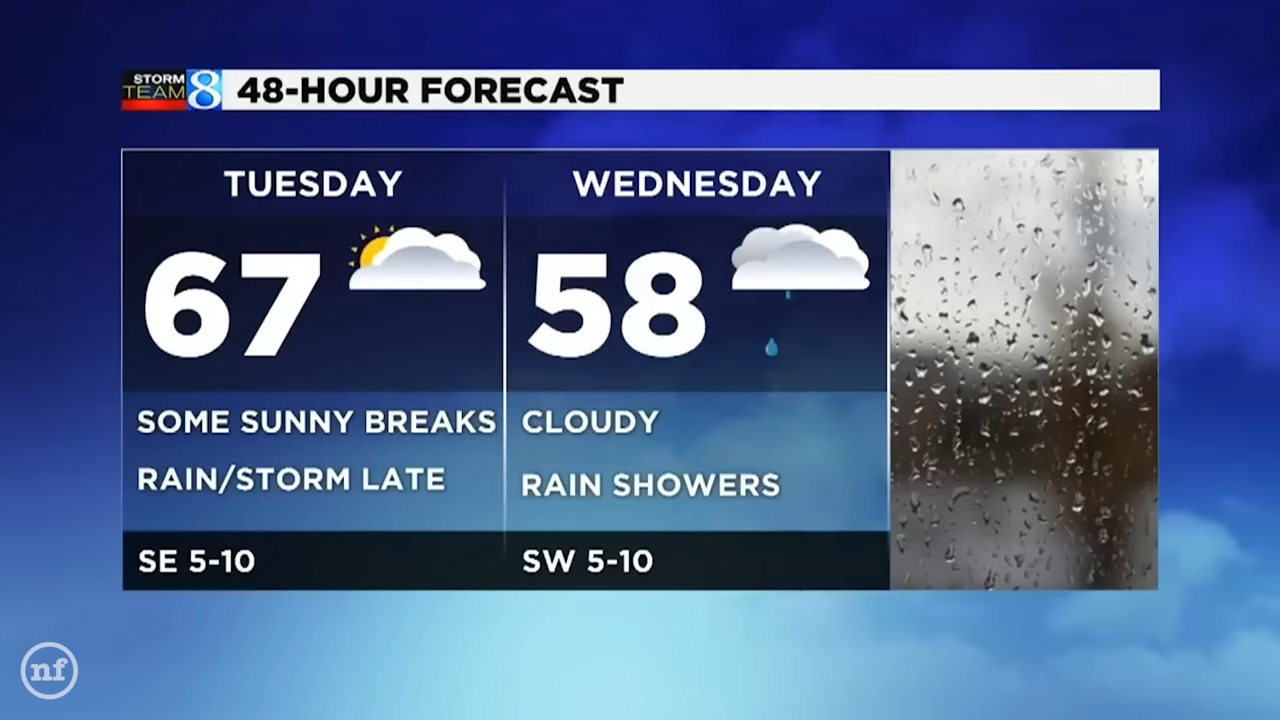 STORM
TEAM 8
48-HOUR FORECAST
TUESDAY
67
SOME SUNNY BREAKS
RAIN/STORM LATE
SE 5-10
WEDNESDAY
58
CLOUDY
RAIN SHOWERS
SW 5-10
nf